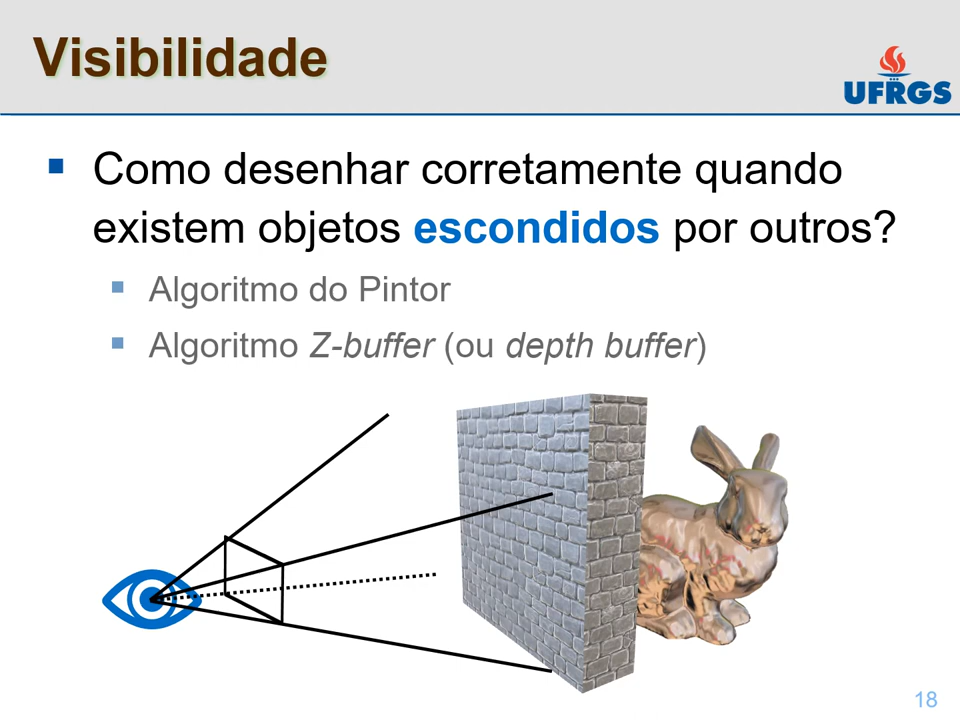 Visibilidade
UFRGS
Como desenhar corretamente quando
existem objetos escondidos por outros?
Algoritmo do Pintor
Algoritmo Z-buffer (ou depth buffer)
18